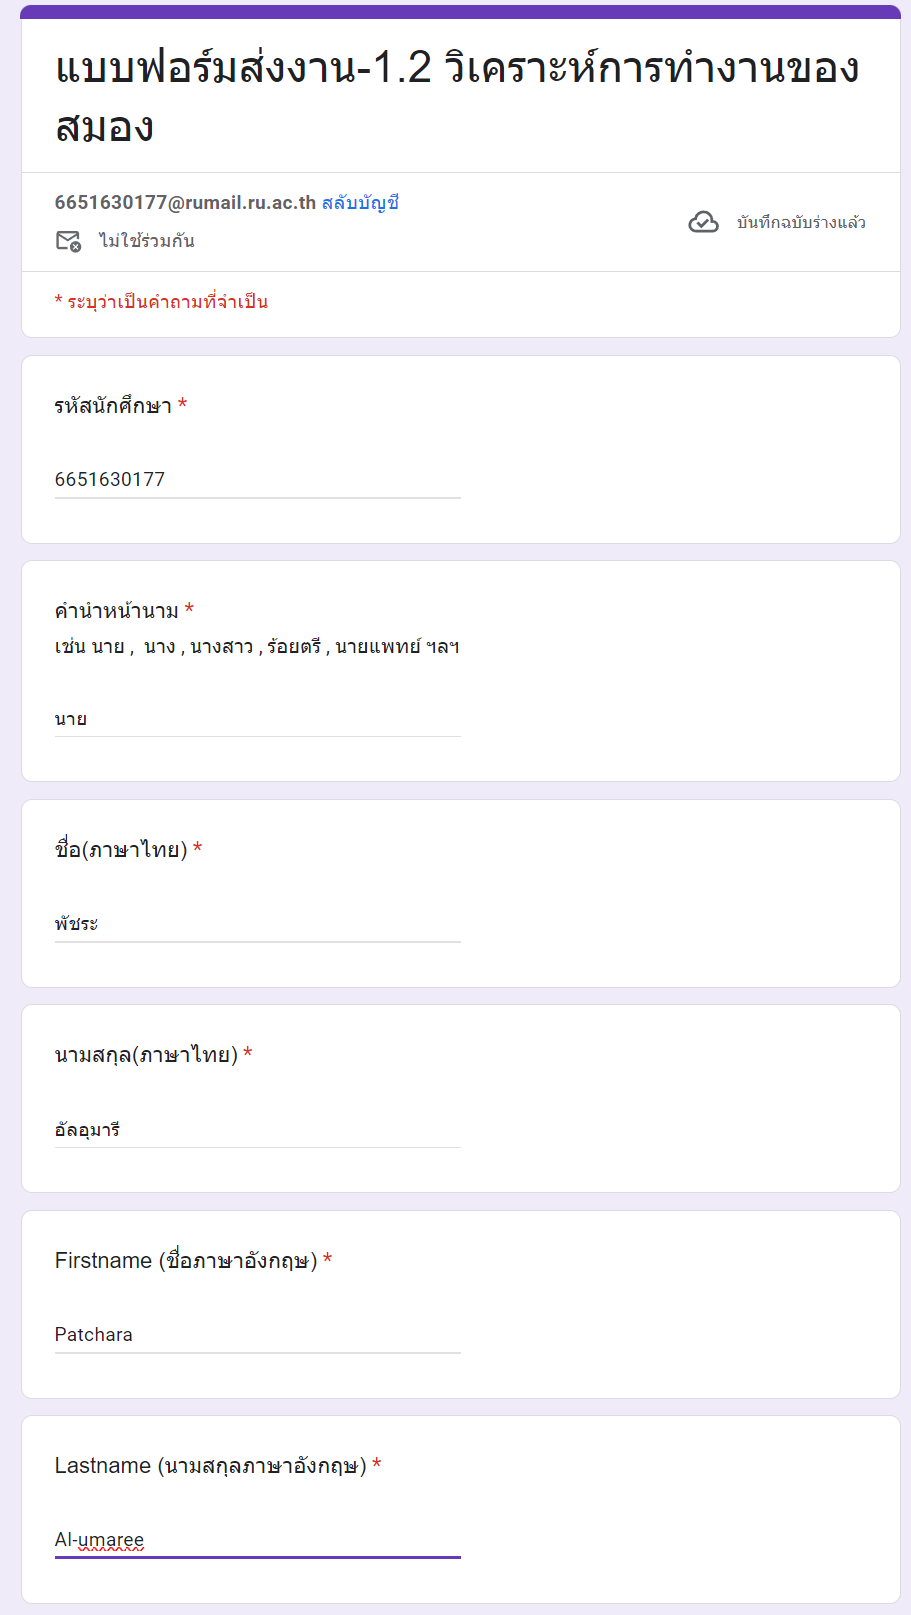 แบบฟอร์มส่งงาน-1.2 วิเคราะห์การทำงานของ
สมอง
6651630177@rumail.ru.ac.th สลับบัญชี
ไม่ใช้ร่วมกัน
บันทึกฉบับร่างแล้ว
* ระบุว่าเป็นคำถามที่จำเป็น
รหัสนักศึกษา *
6651630177
คำนำหน้านาม *
เช่น นาย ,  นาง , นางสาว , ร้อยตรี , นายแพทย์ ฯลฯ
นาย
ชื่อ(ภาษาไทย) *
พัชระ
นามสกุล(ภาษาไทย) *
อัลอุมารี
Firstname (ชื่อภาษาอังกฤษ) *
Patchara
Lastname (นามสกุลภาษาอังกฤษ) *
Al-umaree